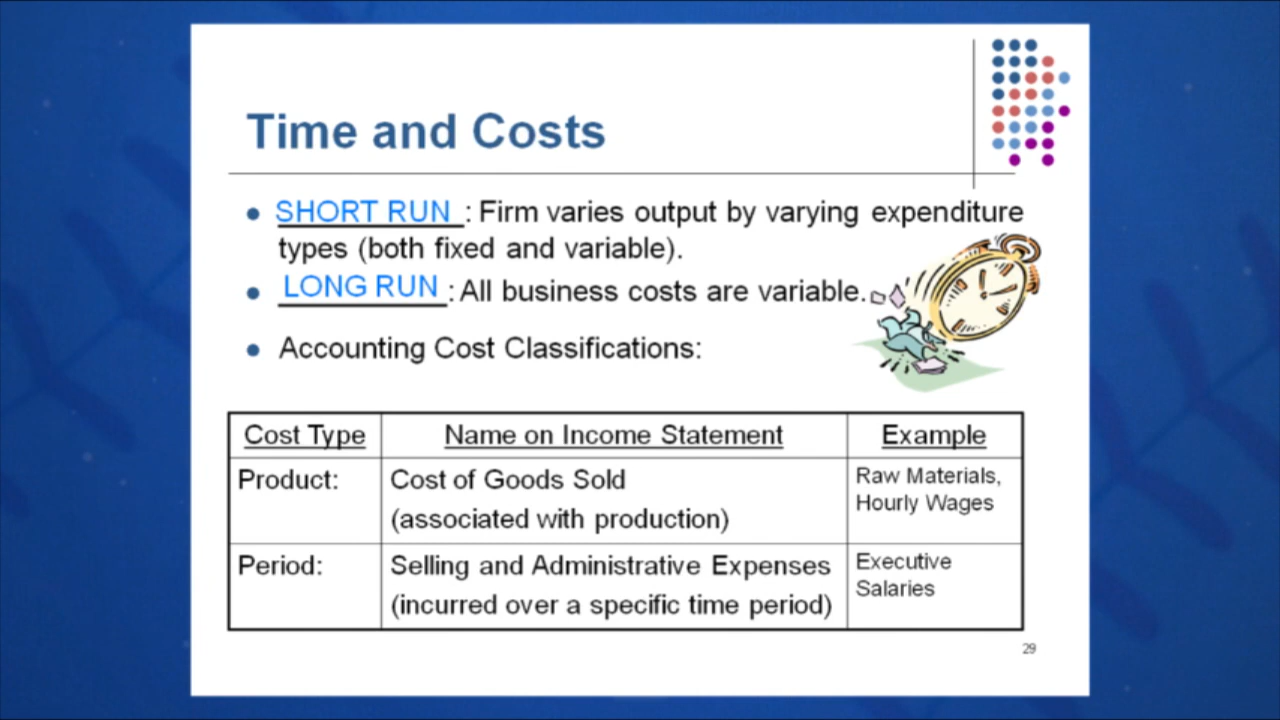 Time and Costs
SHORT RUN : Firm varies output by varying expenditure
types (both fixed and variable).
LONG RUN : All business costs are variable.
Accounting Cost Classifications:
Cost Type Name on Income Statement Example
Product: Cost of Goods Sold Raw Materials,
(associated with production) Hourly Wages
Period: Selling and Administrative Expenses Executive
(incurred over a specific time period) Salaries
29